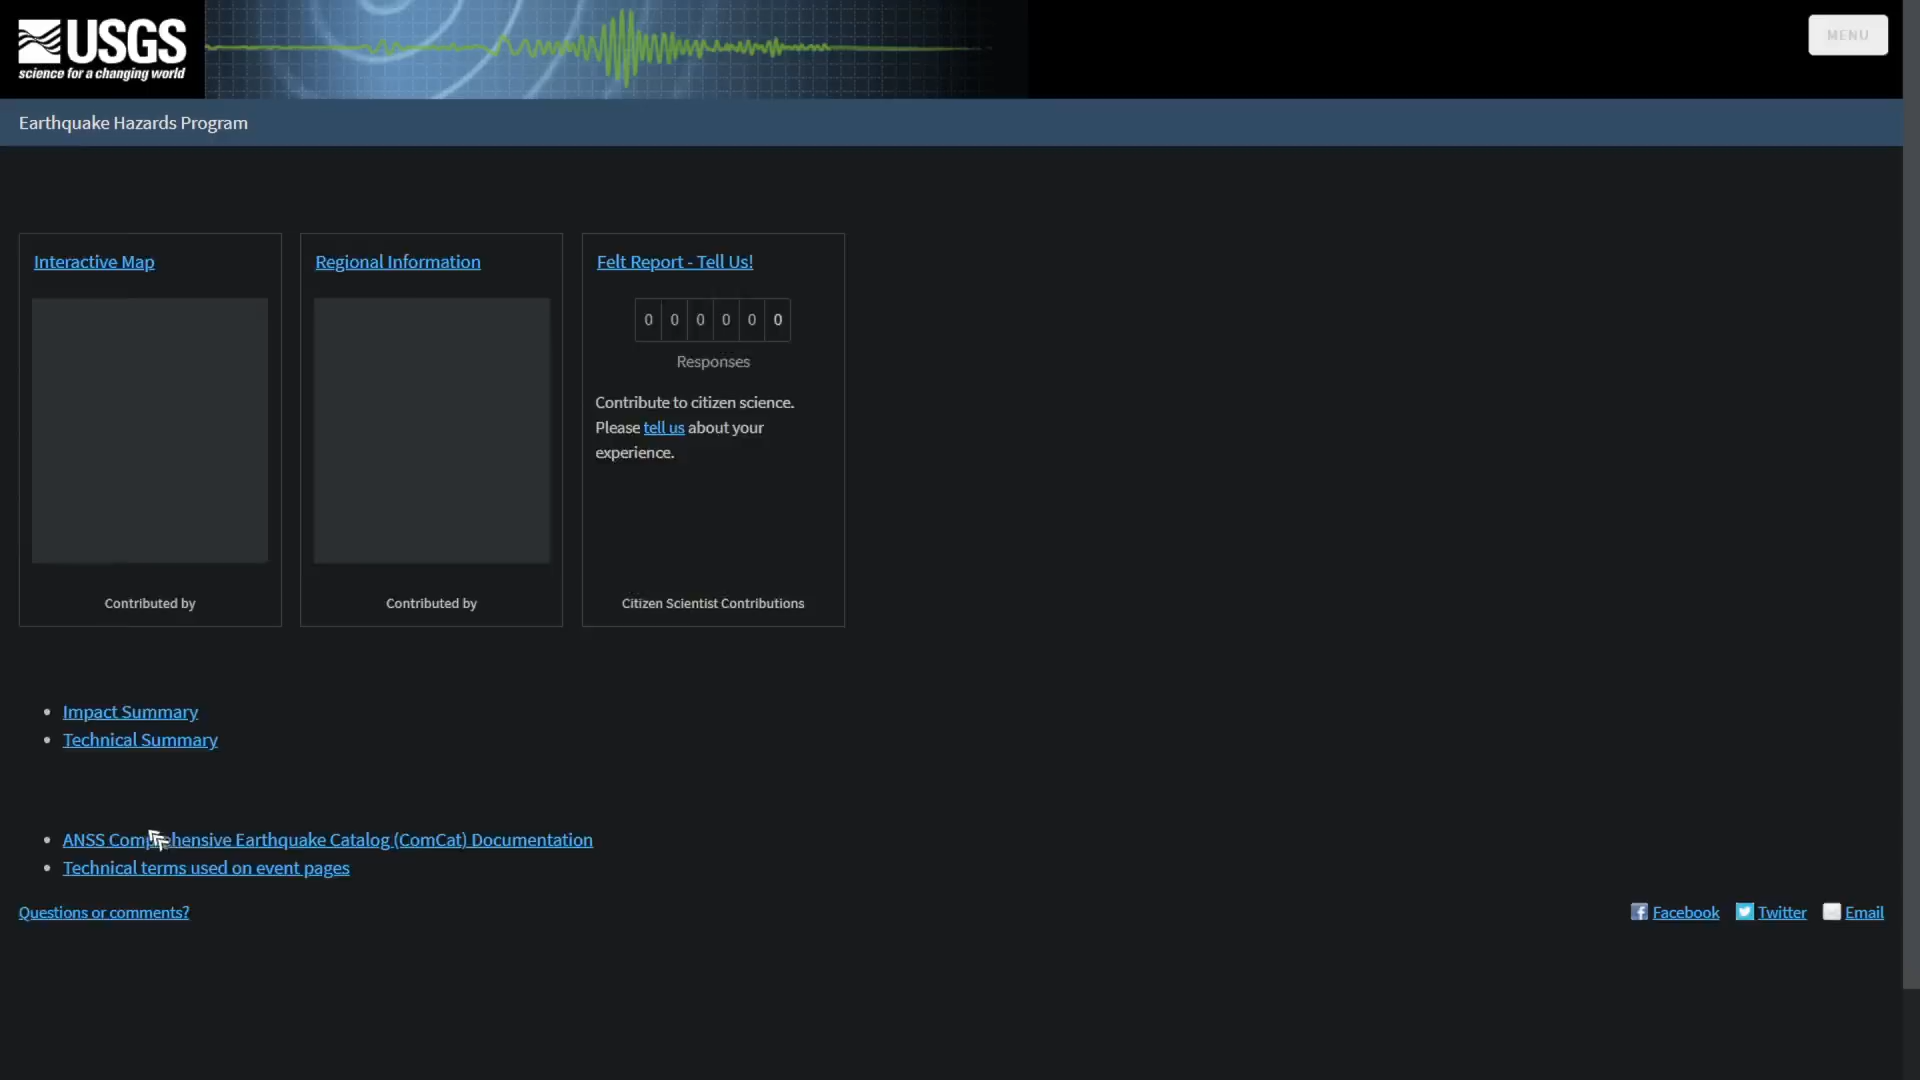 USGS
science for a changing world
MENU
Earthquake Hazards Program
Interactive Map
Contributed by
Regional Information
Contributed by
Felt Report - Tell Us!
0 0 0 0 0 0
Responses
Contribute to citizen science.
Please tell us about your
experience.
Citizen Scientist Contributions
Impact Summary
Technical Summary
ANSS Comprehensive Earthquake Catalog (ComCat) Documentation
Technical terms used on event pages
Questions or comments?
Facebook Twitter Email